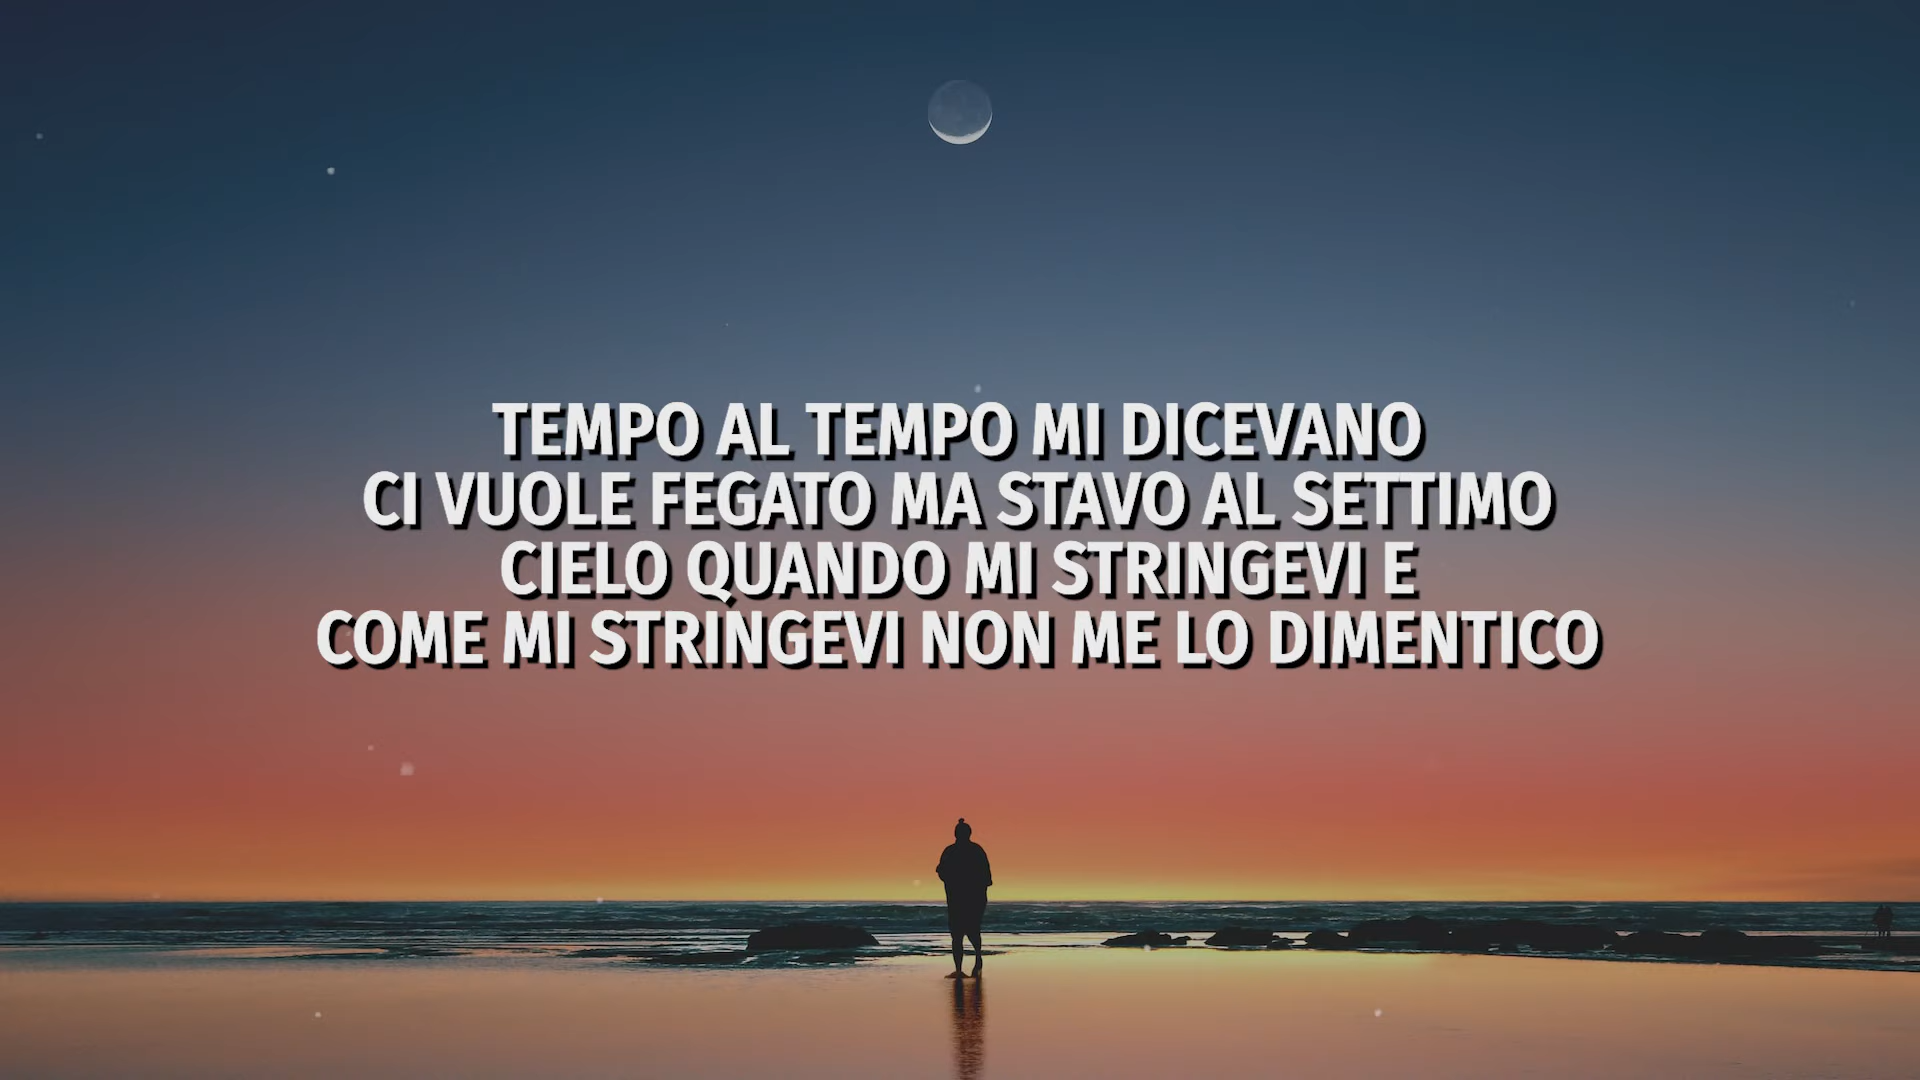 TEMPO AL TEMPO MI DICEVANO
CI VUOLE FEGATO MA STAVO AL SETTIMO
CIELO QUANDO MI STRINGEVI E
COME MI STRINGEVI NON ME LO DIMENTICO